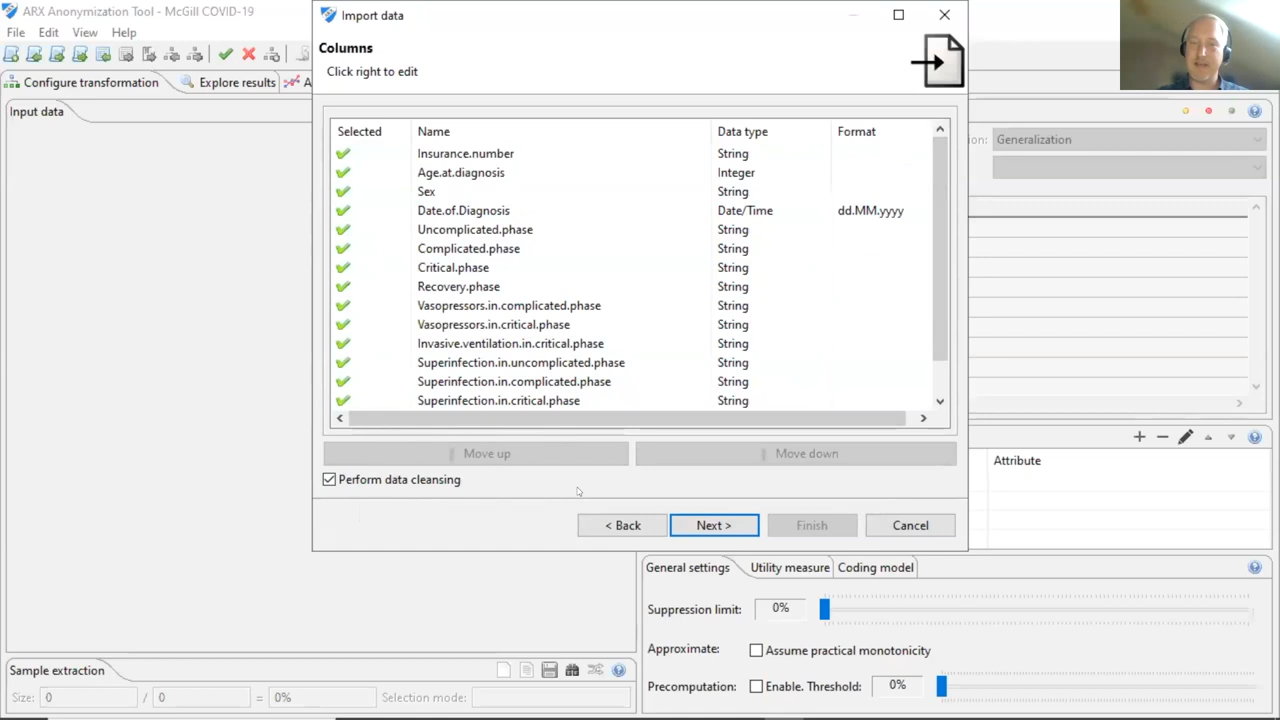 ARX Anonymization Tool - McGill COVID-19
File Edit View Help
Configure transformation
Explore results
A
Input data
Import data
Columns
Click right to edit
Selected Name Data type Format
Insurance.number String
Age.at.diagnosis Integer
Sex String
Date.of.Diagnosis Date/Time dd.MM.yyyy
Uncomplicated.phase String
Complicated.phase String
Critical.phase String
Recovery.phase String
Vasopressors.in.complicated.phase String
Vasopressors.in.critical.phase String
Invasive.ventilation.in.critical.phase String
Superinfection.in.uncomplicated.phase String
Superinfection.in.complicated.phase String
Superinfection.in.critical.phase String
Move up Move down
Perform data cleansing
< Back Next > Finish Cancel
ion: Generalization
Attribute
General settings Utility measure Coding model
Suppression limit: 0%
Approximate: Assume practical monotonicity
Precomputation: Enable. Threshold: 0%
Sample extraction
Size: 0 / 0 = 0% Selection mode: